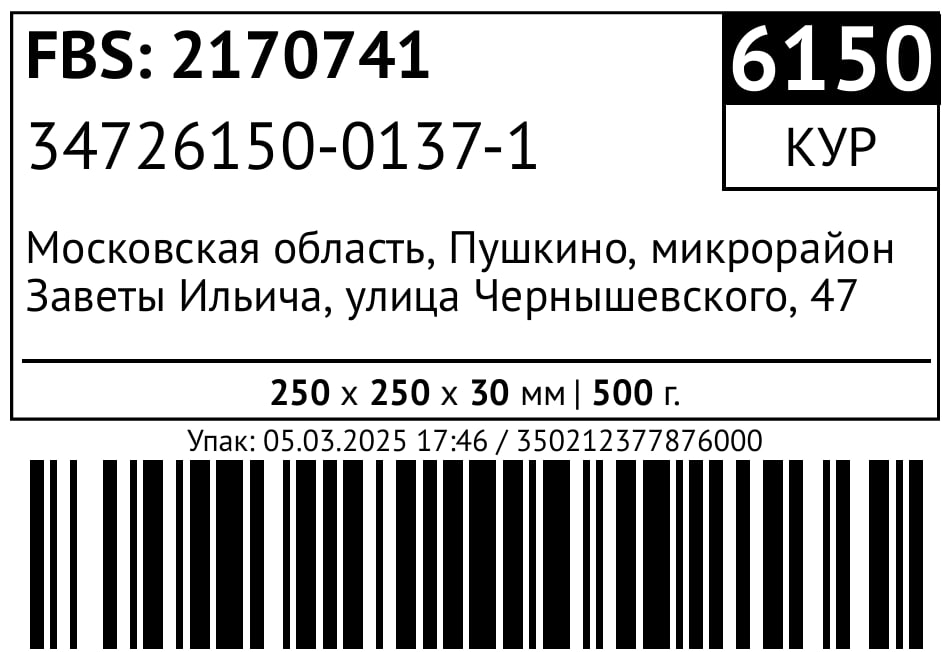 FBS: 2170741
6150
34726150-0137-1
КУР
Московская область, Пушкино, микрорайон
Заветы Ильича, улица Чернышевского, 47
250 х 250 х 30 мм | 500 г.
Упак: 05.03.2025 17:46 / 350212377876000